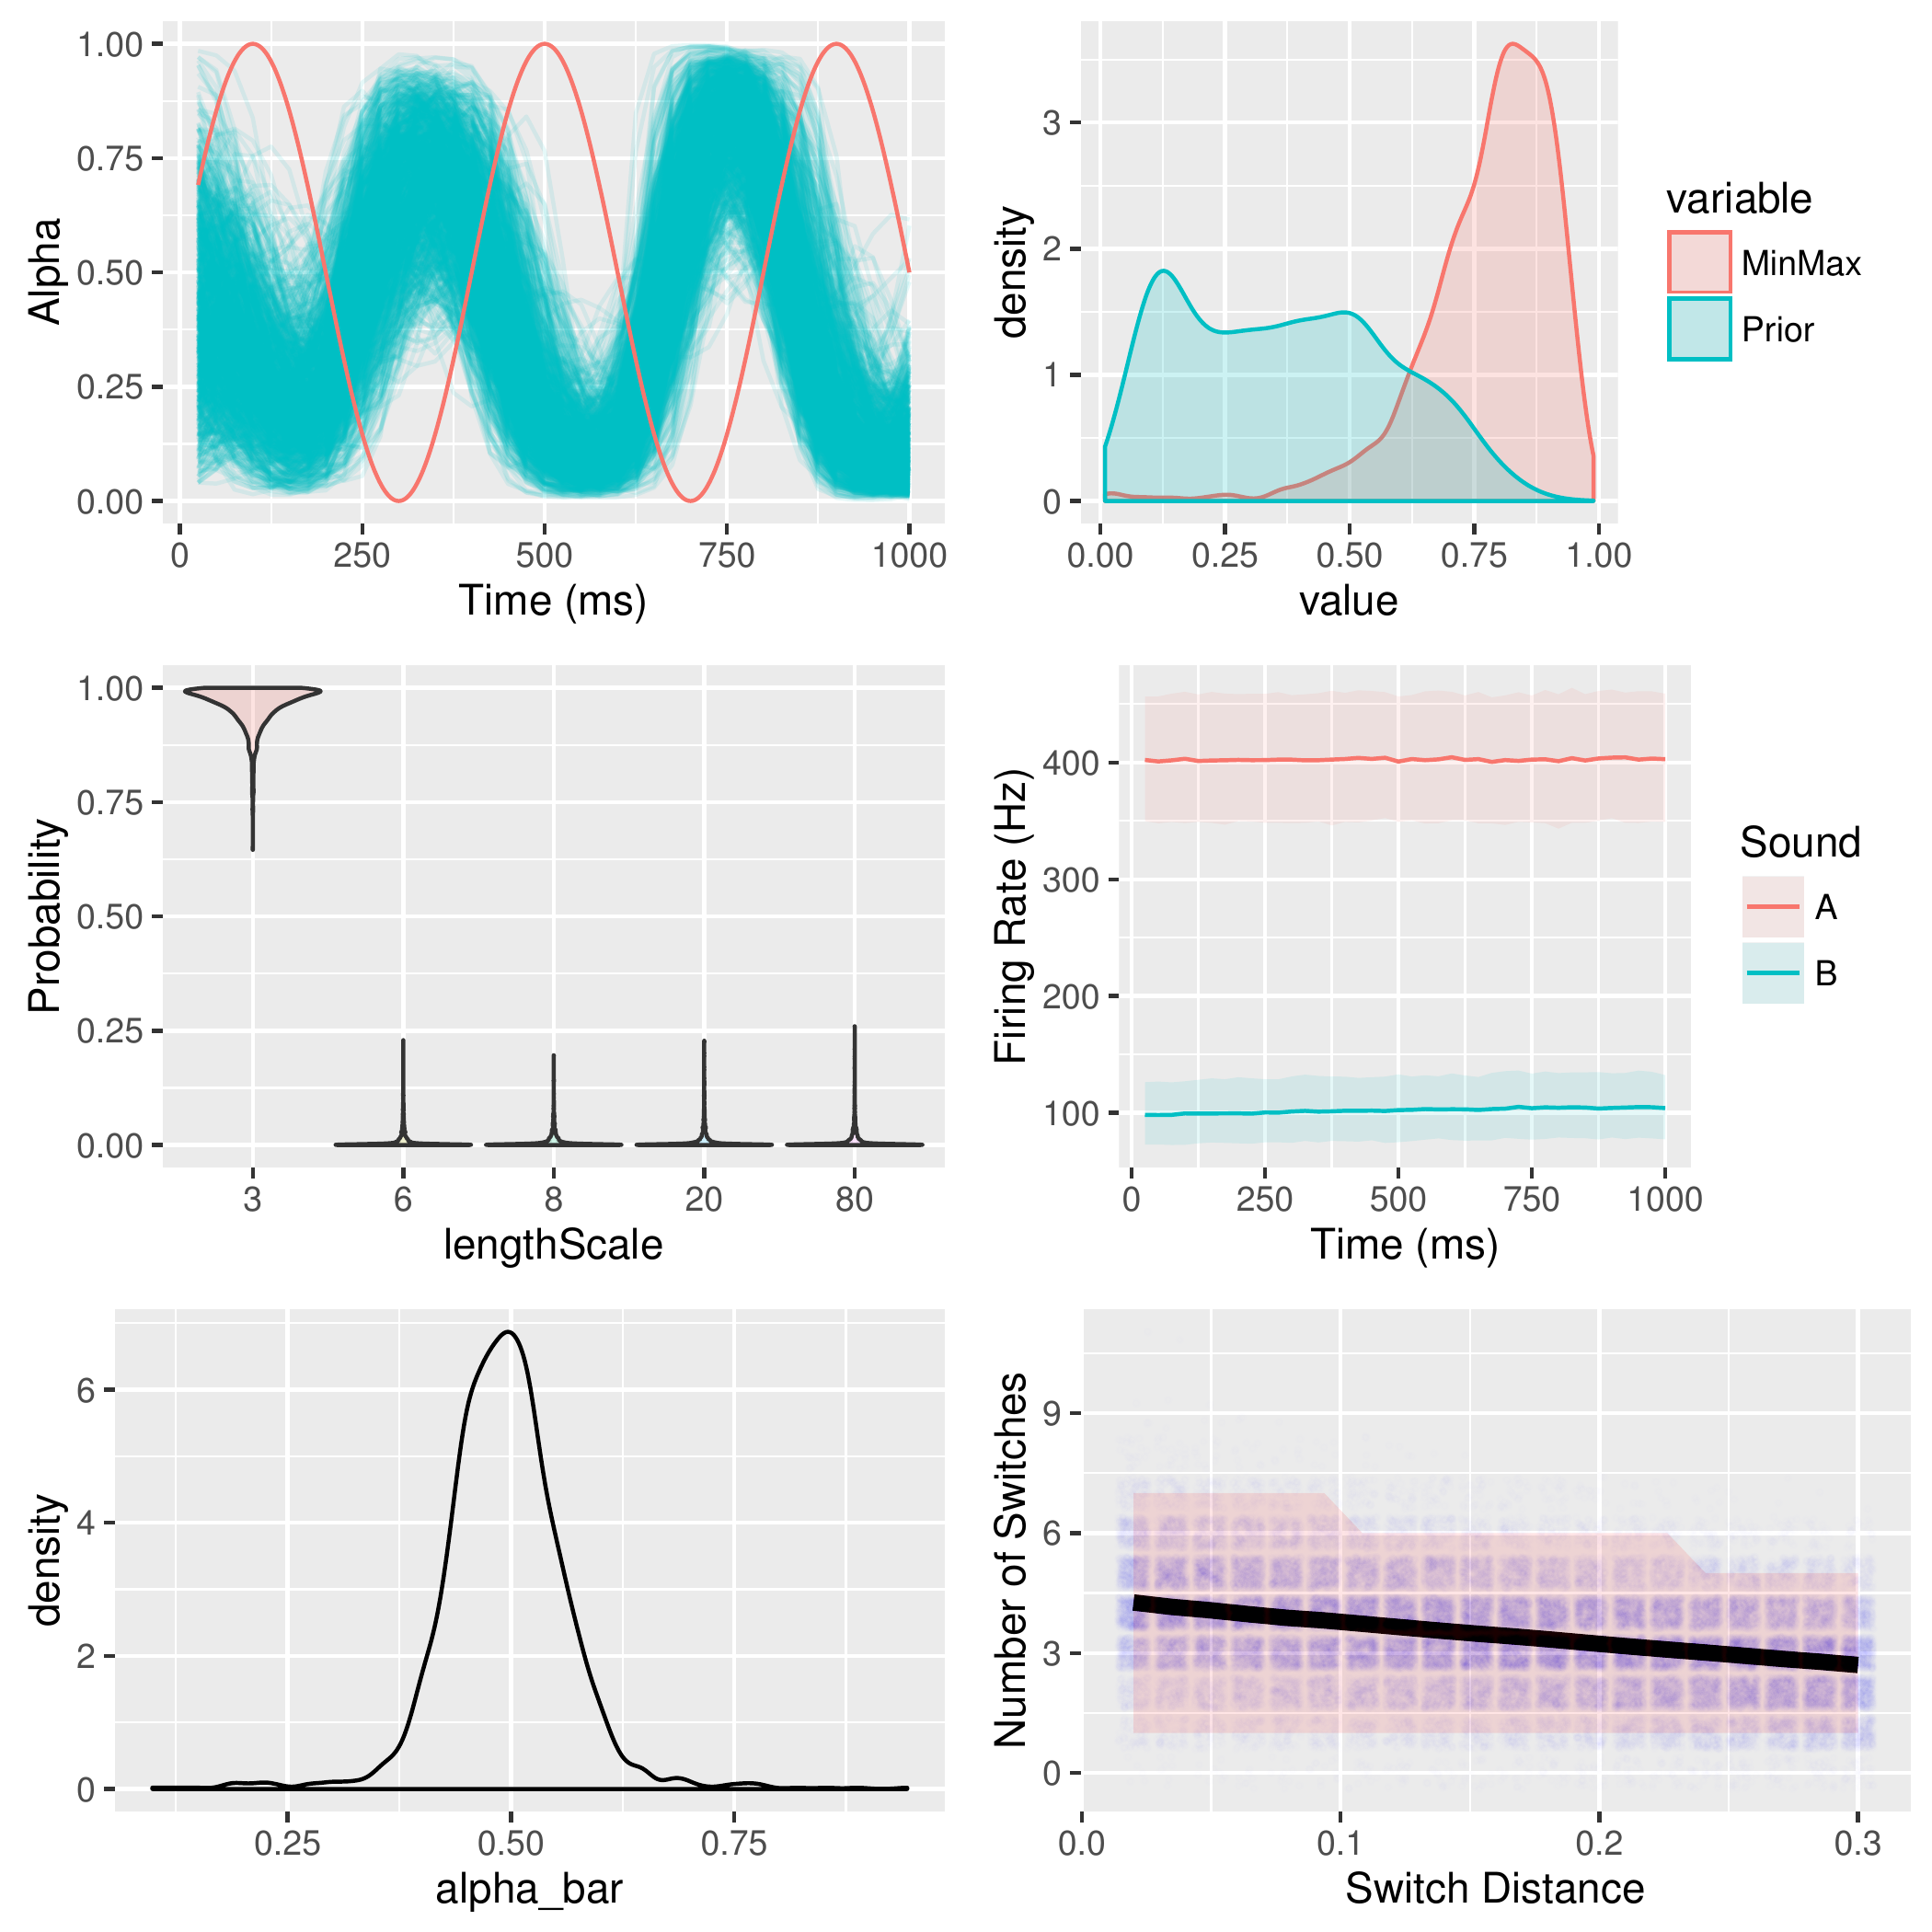 Alpha
1.00
0.75
0.50
0.25
0.00
0
250
500
750
1000
Time (ms)
density
3
2
1
0
0.00
0.25
0.50
0.75
1.00
value
variable
MinMax
Prior
Probability
1.00
0.75
0.50
0.25
0.00
3
6
8
20
80
lengthScale
Firing Rate (Hz)
400
300
200
100
0
250
500
750
1000
Time (ms)
Sound
A
B
density
6
4
2
0
0.25
0.50
0.75
alpha_bar
Number of Switches
9
6
3
0
0.0
0.1
0.2
0.3
Switch Distance